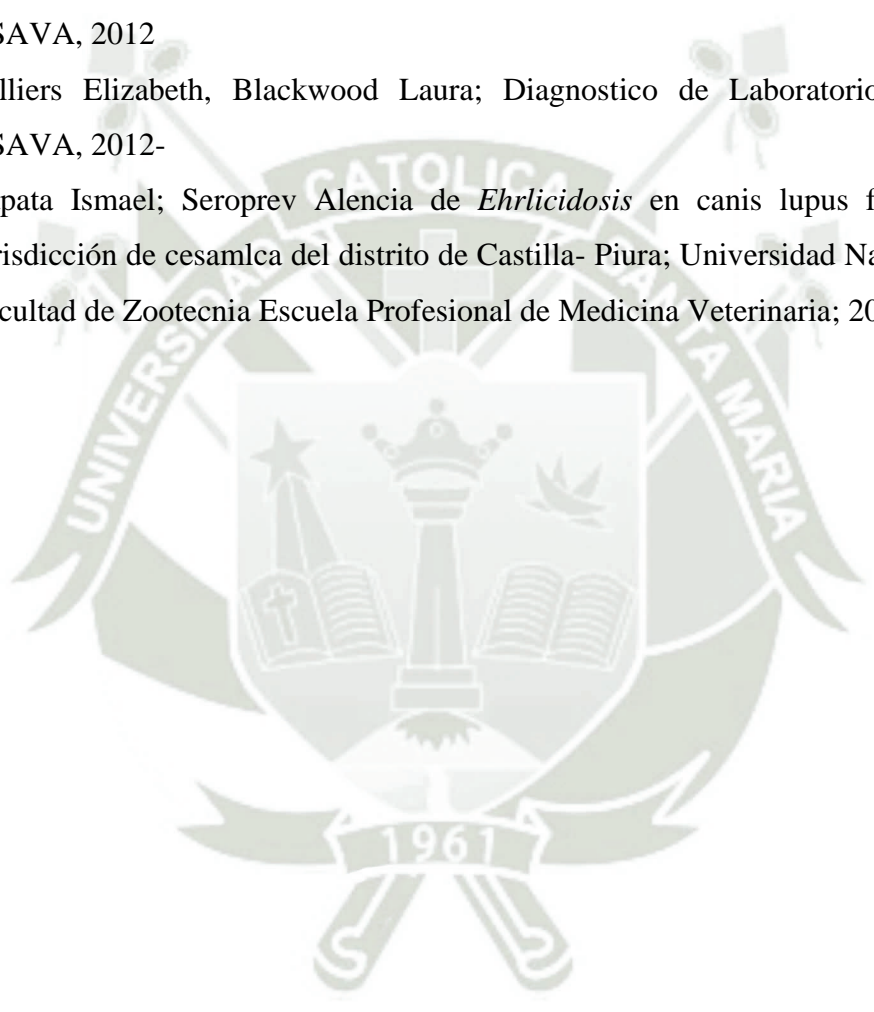 SAVA, 2012
lliers Elizabeth, Blackwood Laura; Diagnostico de Laboratorio
SAVA, 2012-
pata Ismael; Seroprev Alencia de Ehrlicidosis en canis lupus f
risdicción de cesamlca del distrito de Castilla- Piura; Universidad Na
cultad de Zootecnia Escuela Profesional de Medicina Veterinaria; 20
UNIVERSIDAD CATOLICA SANTA MARIA
1961